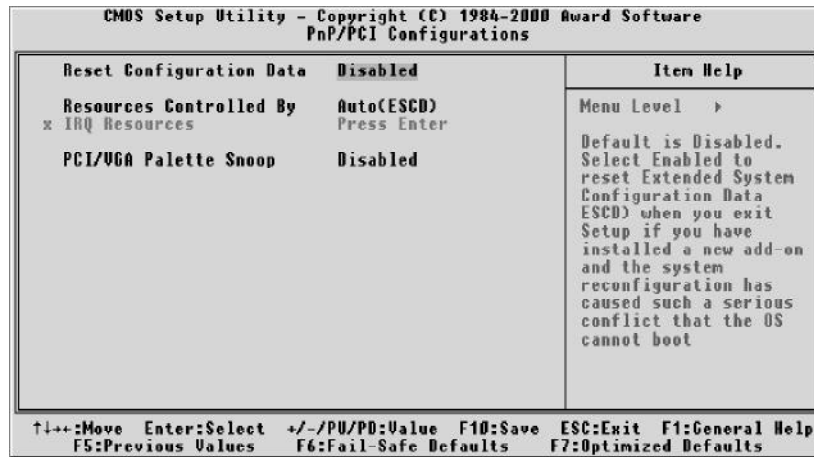 CMOS Setup Utility – Copyright (C) 1984-2000 Award Software
PnP/PCI Configurations
Reset Configuration Data Disabled
Resources Controlled By Auto(ESCD)
x IRQ Resources Press Enter
PCI/VGA Palette Snoop Disabled
Item Help
Menu Level ▸
Default is Disabled.
Select Enabled to
reset Extended System
Configuration Data
ESCD) when you exit
Setup if you have
installed a new add-on
and the system
reconfiguration has
caused such a serious
conflict that the OS
cannot boot
↑↓→←:Move Enter:Select +/-/PU/PD:Value F10:Save ESC:Exit F1:General Help
F5:Previous Values F6:Fail-Safe Defaults F7:Optimized Defaults